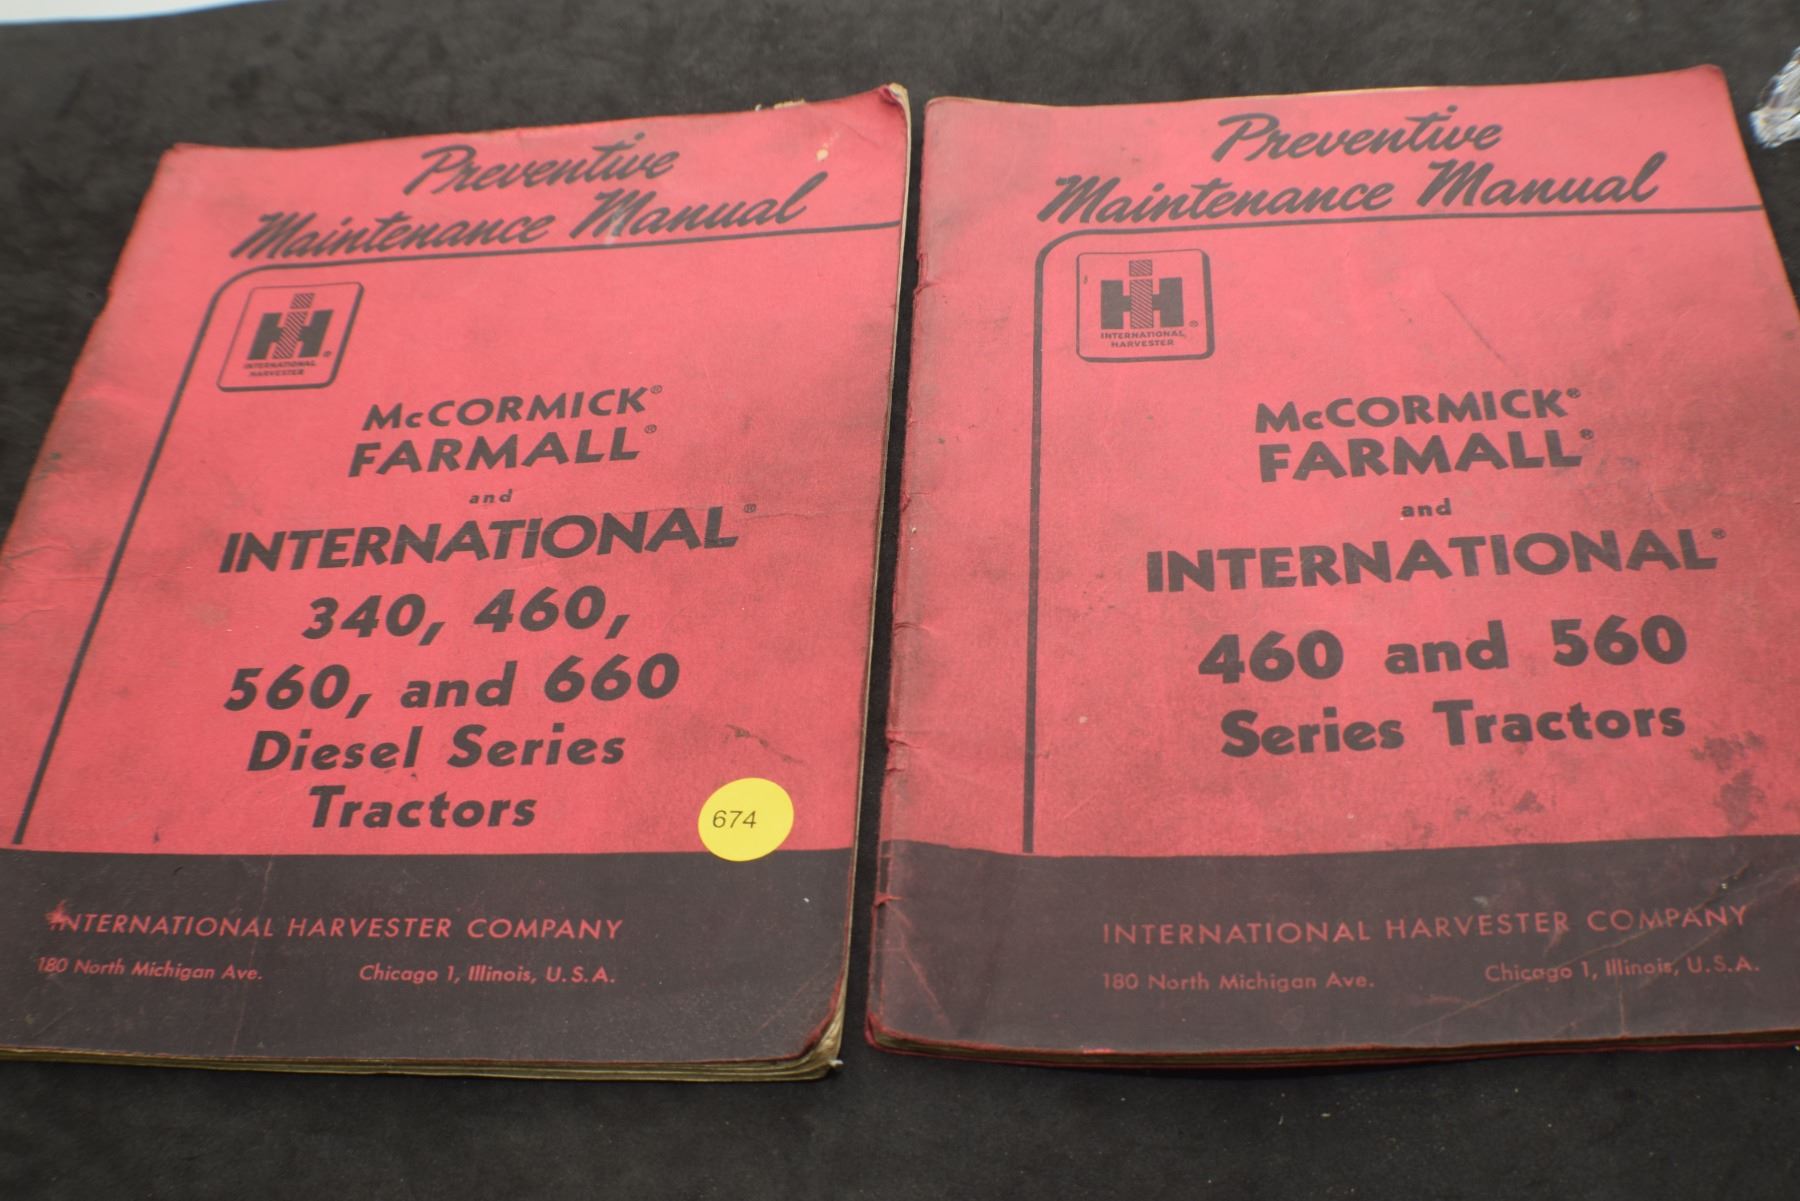 Preventive
Maintenance Manual
IH
INTERNATIONAL
HARVESTER®
McCORMICK®
FARMALL®
and
INTERNATIONAL®
340, 460,
560, and 660
Diesel Series
Tractors
674
INTERNATIONAL HARVESTER COMPANY
180 North Michigan Ave. Chicago 1, Illinois, U.S.A.
Preventive
Maintenance Manual
IH
INTERNATIONAL®
HARVESTER
McCORMICK®
FARMALL®
and
INTERNATIONAL®
460 and 560
Series Tractors
INTERNATIONAL HARVESTER COMPANY
180 North Michigan Ave. Chicago 1, Illinois, U.S.A.